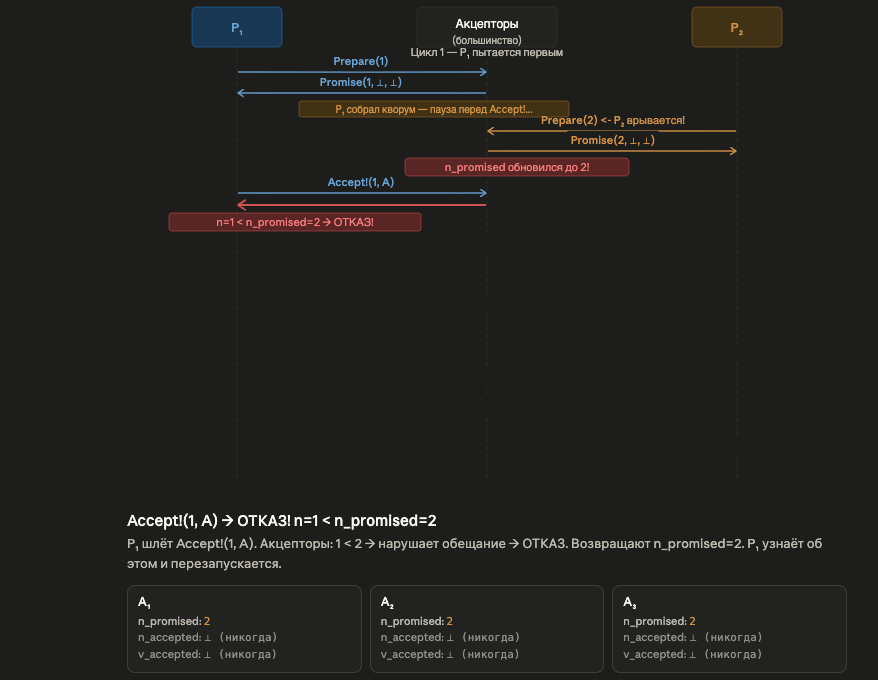 P₁
Акцепторы
(большинство)
P₂
Цикл 1 — P₁ пытается первым
Prepare(1)
Promise(1, ⊥, ⊥)
P₁ собрал кворум — пауза перед Accept!...
Prepare(2) <- P₂ врывается!
Promise(2, ⊥, ⊥)
n_promised обновился до 2!
Accept!(1, A)
n=1 < n_promised=2 → ОТКАЗ!
Accept!(1, A) → ОТКАЗ! n=1 < n_promised=2
P₁ шлёт Accept!(1, A). Акцепторы: 1 < 2 → нарушает обещание → ОТКАЗ. Возвращают n_promised=2. P₁ узнаёт об
этом и перезапускается.
A₁
n_promised: 2
n_accepted: ⊥ (никогда)
v_accepted: ⊥ (никогда)
A₂
n_promised: 2
n_accepted: ⊥ (никогда)
v_accepted: ⊥ (никогда)
A₃
n_promised: 2
n_accepted: ⊥ (никогда)
v_accepted: ⊥ (никогда)